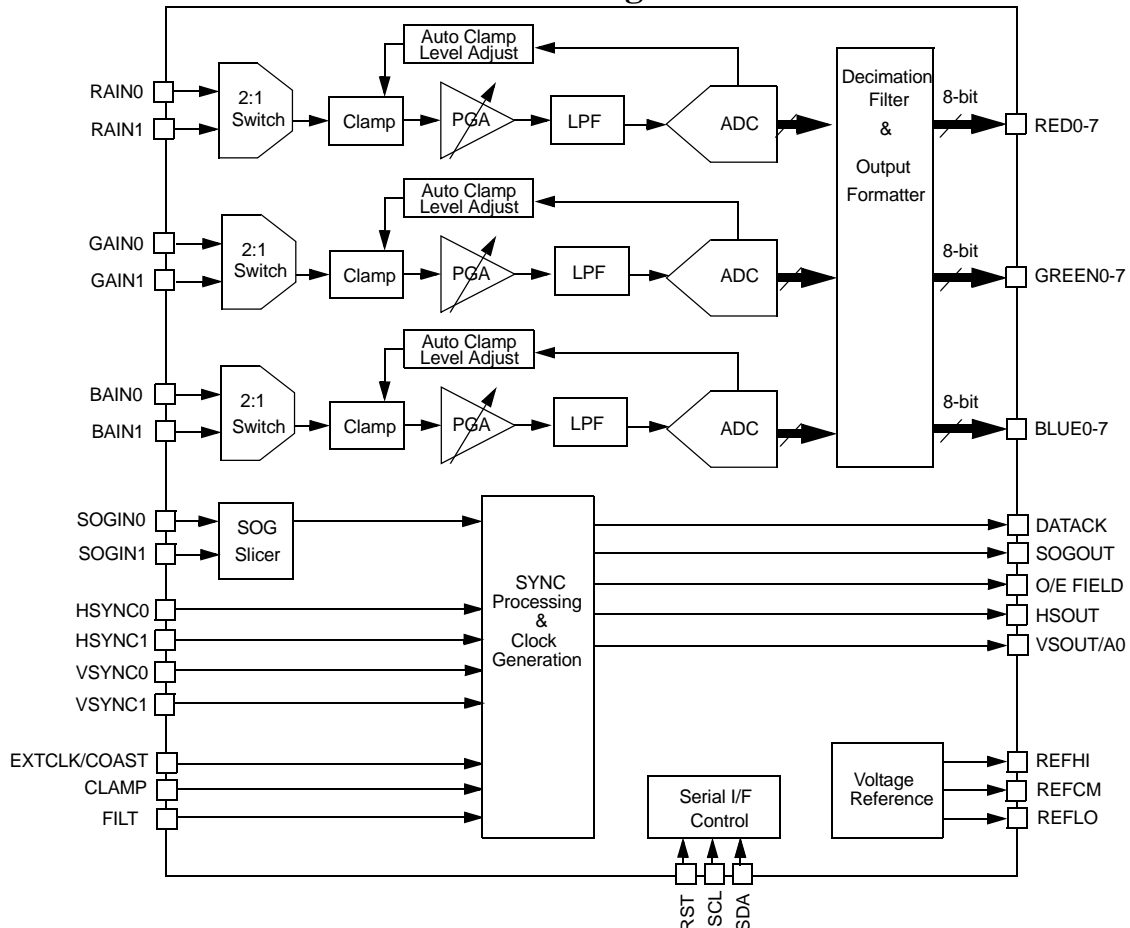 Auto Clamp
Level Adjust
RAIN0
RAIN1
2:1
Switch
Clamp
PGA
LPF
ADC
Decimation
Filter
&
Output
Formatter
8-bit
RED0-7
Auto Clamp
Level Adjust
GAIN0
GAIN1
2:1
Switch
Clamp
PGA
LPF
ADC
8-bit
GREEN0-7
Auto Clamp
Level Adjust
BAIN0
BAIN1
2:1
Switch
Clamp
PGA
LPF
ADC
8-bit
BLUE0-7
SOGIN0
SOGIN1
SOG
Slicer
HSYNC0
HSYNC1
VSYNC0
VSYNC1
EXTCLK/COAST
CLAMP
FILT
SYNC
Processing
&
Clock
Generation
DATACK
SOGOUT
O/E FIELD
HSOUT
VSOUT/A0
Serial I/F
Control
Voltage
Reference
REFHI
REFCM
REFLO
RST
SCL
SDA